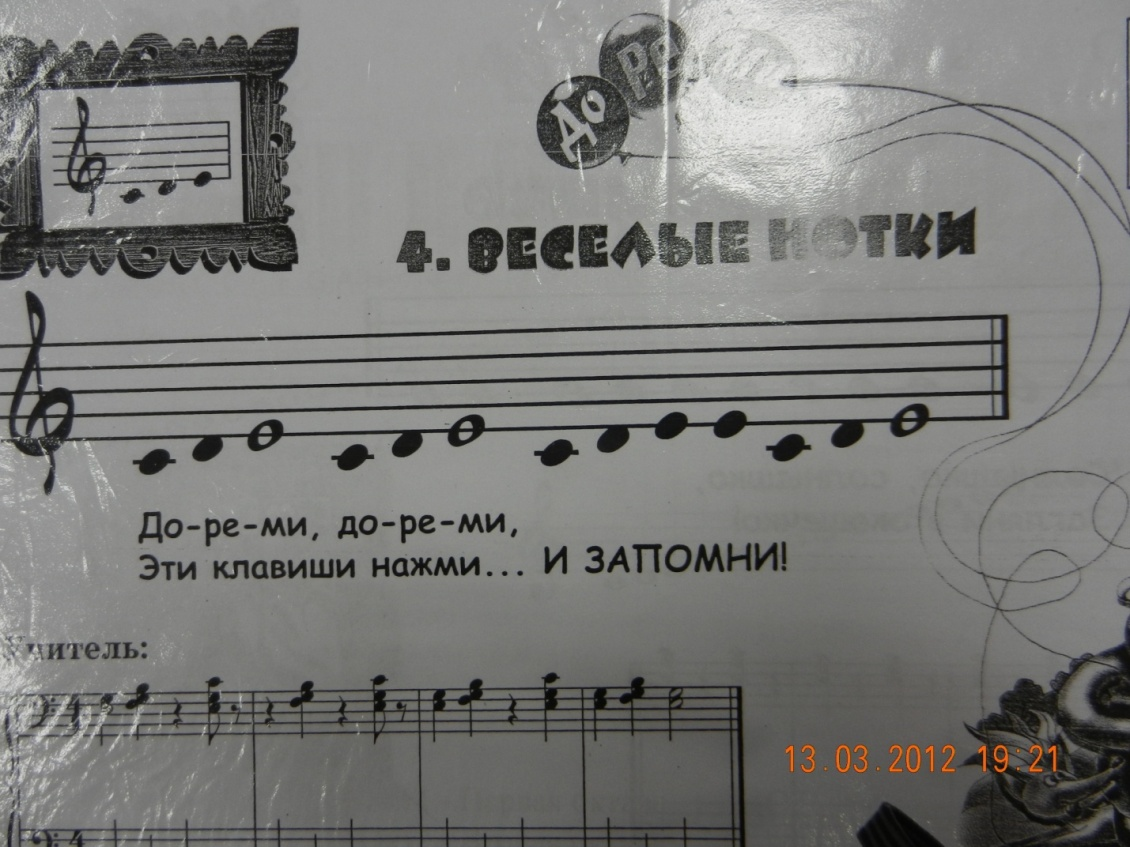 До Ре
4. ВЕСЕЛЫЕ НОТКИ
До-ре-ми, до-ре-ми,
Эти клавиши нажми... И ЗАПОМНИ!
Учитель:
4
13.03.2012 19:21